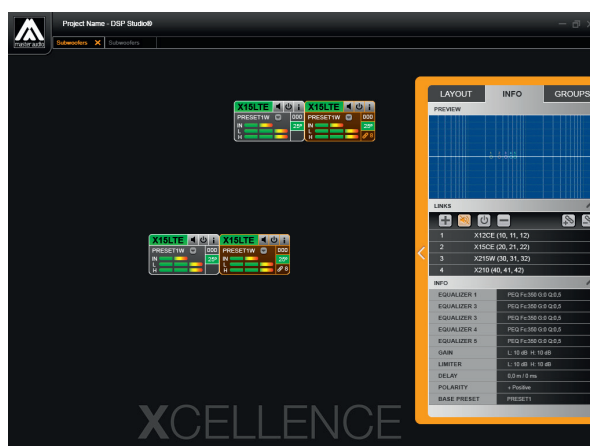 Project Name - DSP Studio®
master audio
Subwoofers X Subwoofers
X15LTE i X15LTE i
PRESET1W 000 PRESET1W 000
IN 25º IN 25º
L L
H H 8
X15LTE i X15LTE i
PRESET1W 000 PRESET1W 000
IN 25º IN 25º
L L
H H 8
LAYOUT INFO GROUPS
PREVIEW
LINKS
1 X12CE (10, 11, 12)
2 X15CE (20, 21, 22)
3 X215W (30, 31, 32)
4 X210 (40, 41, 42)
INFO
EQUALIZER 1 PEQ Fc:350 G:0 Q:0,5
EQUALIZER 2 PEQ Fc:350 G:0 Q:0,5
EQUALIZER 3 PEQ Fc:350 G:0 Q:0,5
EQUALIZER 4 PEQ Fc:350 G:0 Q:0,5
EQUALIZER 5 PEQ Fc:350 G:0 Q:0,5
GAIN L: 10 dB H: 10 dB
LIMITER L: 10 dB H: 10 dB
DELAY 0,0 m / 0 ms
POLARITY + Positive
BASE PRESET PRESET1
XCELLENCE